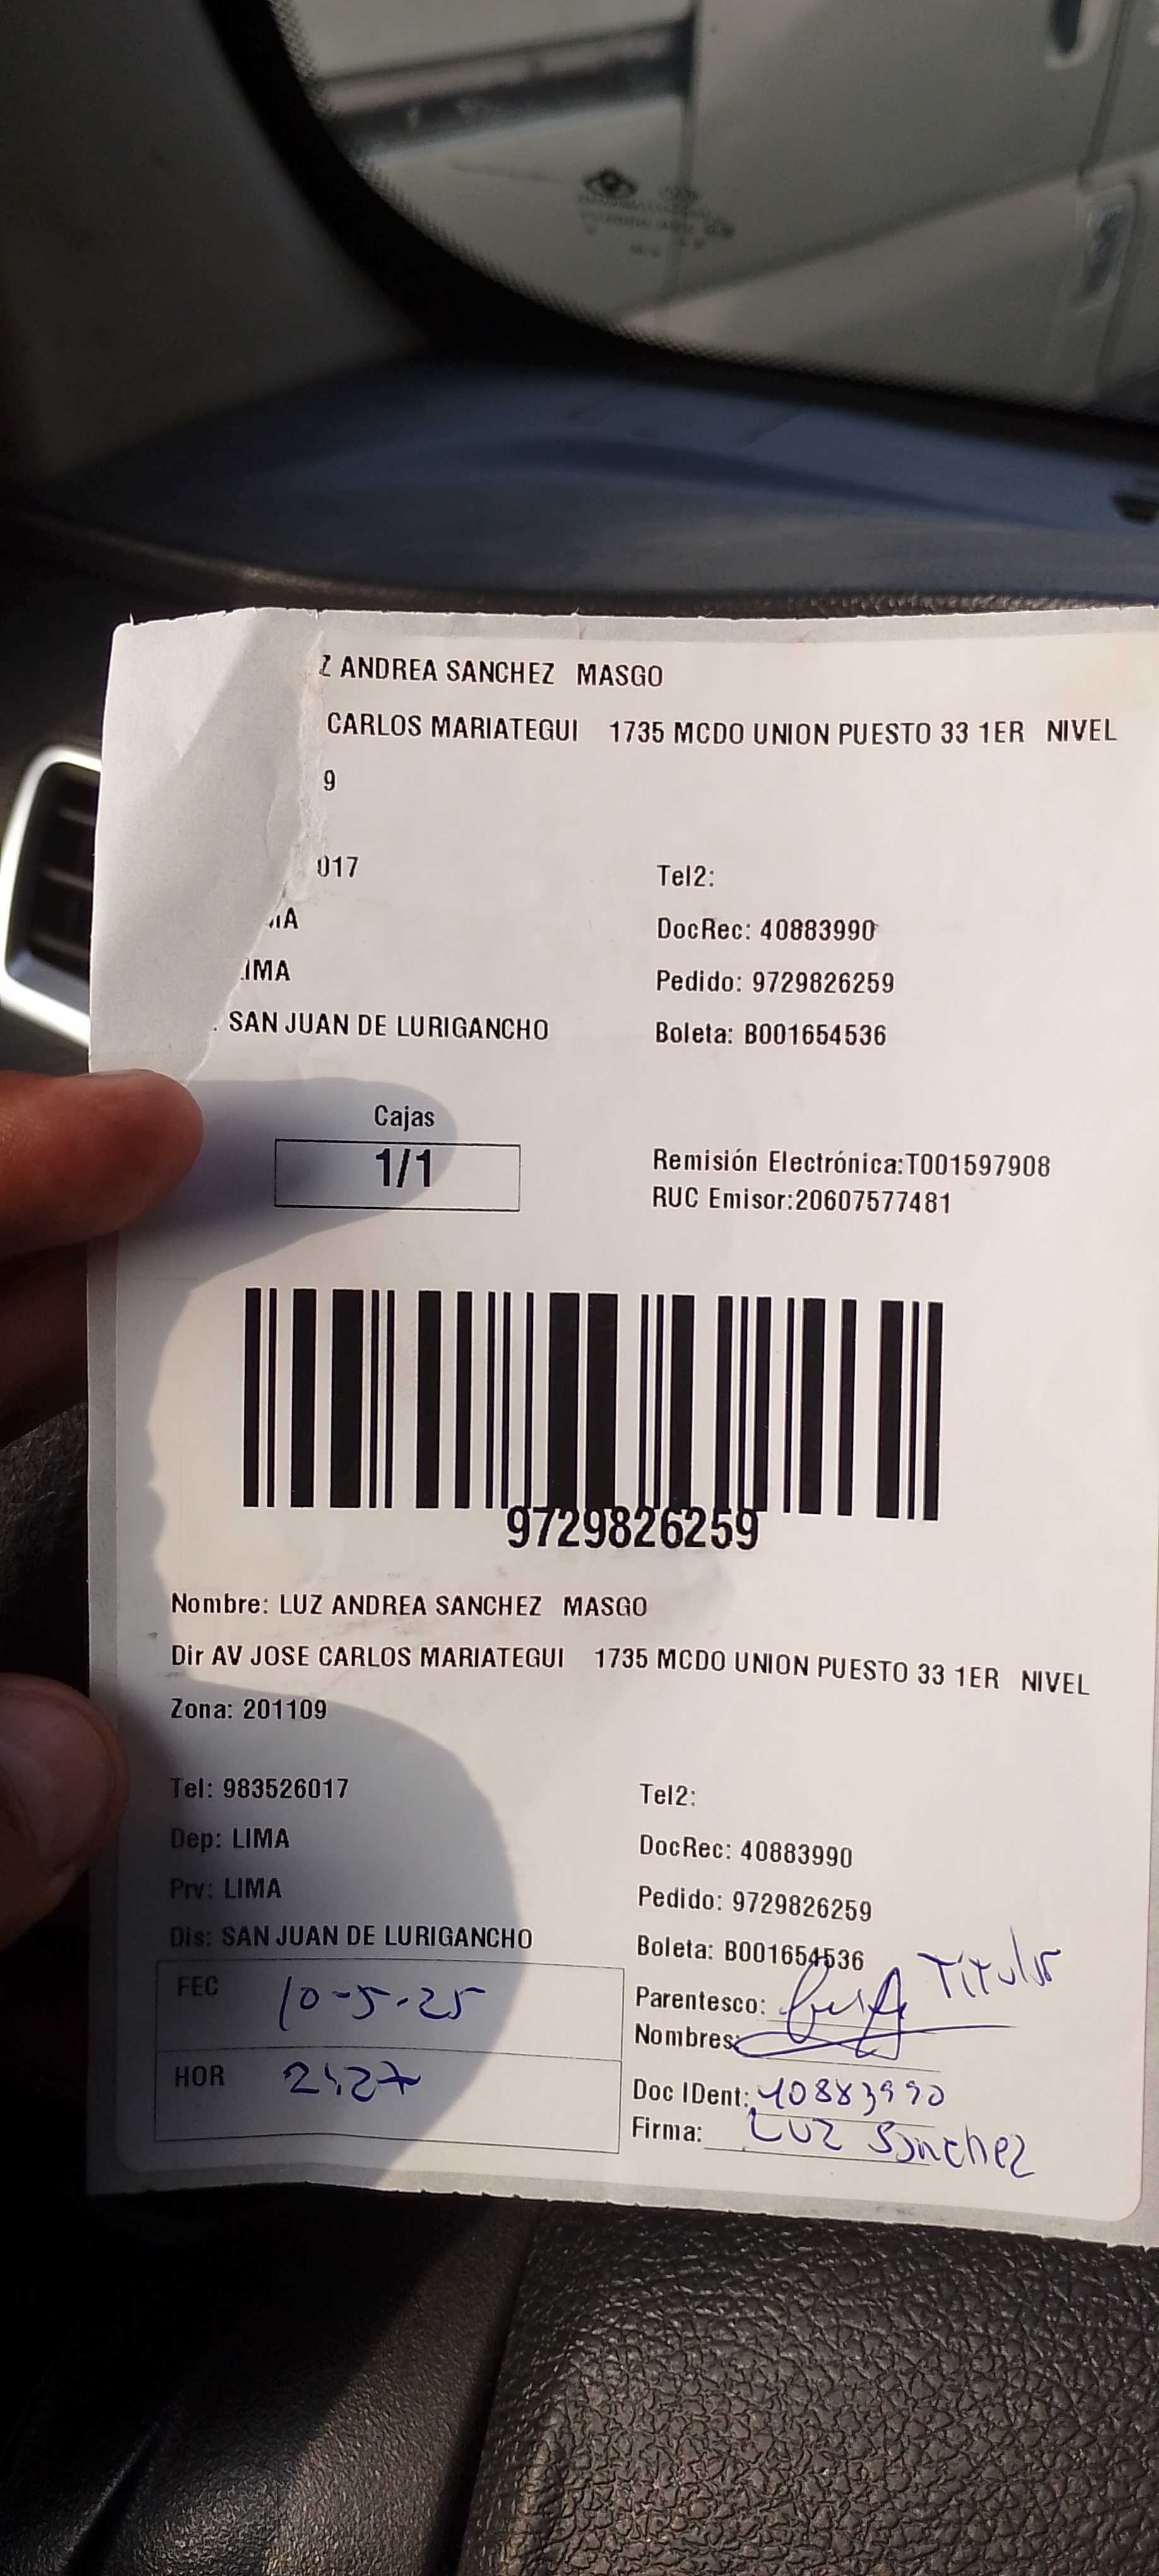 Z ANDREA SANCHEZ MASGO
CARLOS MARIATEGUI 1735 MCDO UNION PUESTO 33 1ER NIVEL
9
017 Tel2:
DocRec: 40883990
IMA Pedido: 9729826259
SAN JUAN DE LURIGANCHO Boleta: B001654536
Cajas
1/1
Remisión Electrónica:T001597908
RUC Emisor:20607577481
9729826259
Nombre: LUZ ANDREA SANCHEZ MASGO
Dir AV JOSE CARLOS MARIATEGUI 1735 MCDO UNION PUESTO 33 1ER NIVEL
Zona: 201109
Tel: 983526017 Tel2:
Dep: LIMA DocRec: 40883990
Prv: LIMA Pedido: 9729826259
Dis: SAN JUAN DE LURIGANCHO Boleta: B001654536
FEC 10-5-25 Parentesco: Titular
Nombres:
HOR Doc IDent: 40883990
Firma: LUZ Sanchez